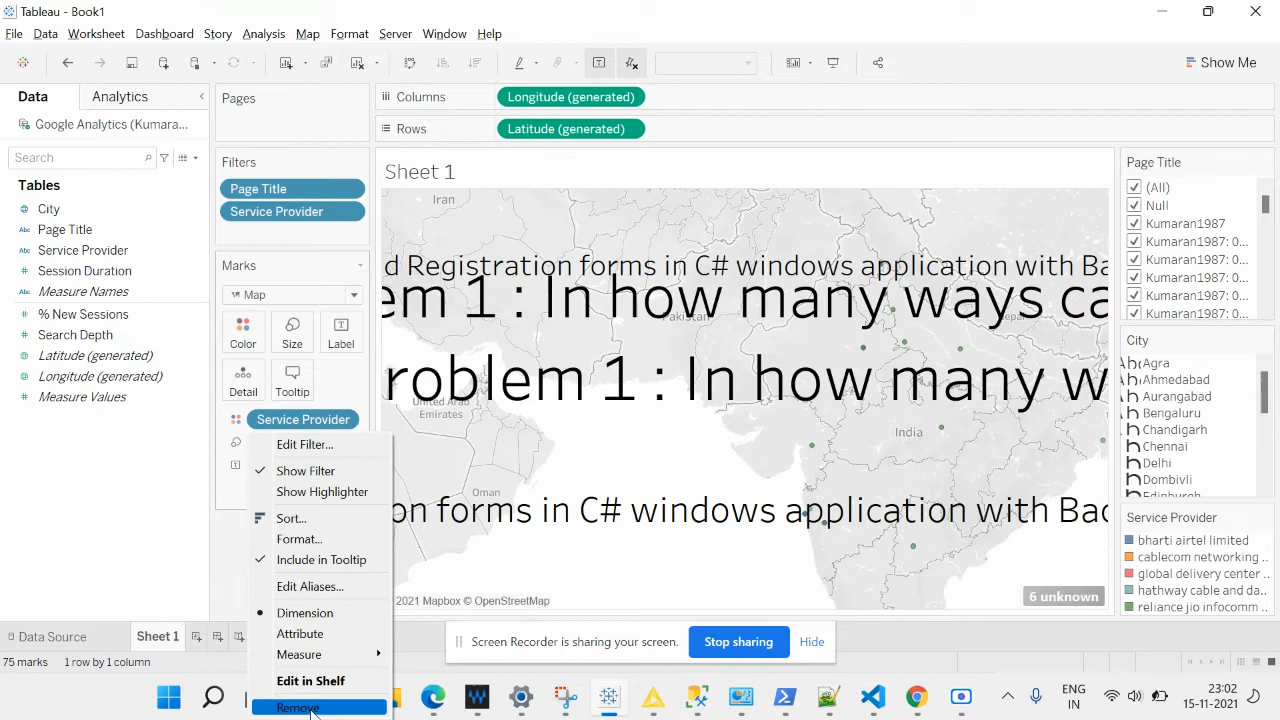 Tableau - Book1
File Data Worksheet Dashboard Story Analysis Map Format Server Window Help
Show Me
Data Analytics
Google Analytics (Kumara...
Search
Tables
City
Abc Page Title
Abc Service Provider
# Session Duration
Abc Measure Names
# % New Sessions
# Search Depth
Latitude (generated)
Longitude (generated)
# Measure Values
Pages
Filters
Page Title
Service Provider
Marks
Map
Color Size Label
Detail Tooltip
Service Provider
Edit Filter...
Show Filter
Show Highlighter
Sort...
Format...
Include in Tooltip
Edit Aliases...
Dimension
Attribute
Measure
Edit in Shelf
Remove
Columns Longitude (generated)
Rows Latitude (generated)
Sheet 1
Iran
d Registration forms in C# windows application with Ba
em 1 : In how many ways ca
Pakistan
roblem 1 : In how many w
United Arab
Emirates
India
Oman
on forms in C# windows application with Bac
2021 Mapbox © OpenStreetMap
6 unknown
Page Title
(All)
Null
Kumaran1987
Kumaran1987: 0...
Kumaran1987: 0...
Kumaran1987: 0...
Kumaran1987: 0...
Kumaran1987: 0...
City
Agra
Ahmedabad
Aurangabad
Bengaluru
Chandigarh
Chennai
Delhi
Dombivli
Service Provider
bharti airtel limited
cablecom networking ...
global delivery center ...
hathway cable and da...
reliance jio infocomm ...
Data Source Sheet 1
Screen Recorder is sharing your screen. Stop sharing Hide
75 marks 1 row by 1 column
ENG
IN
23:02
15-11-2021